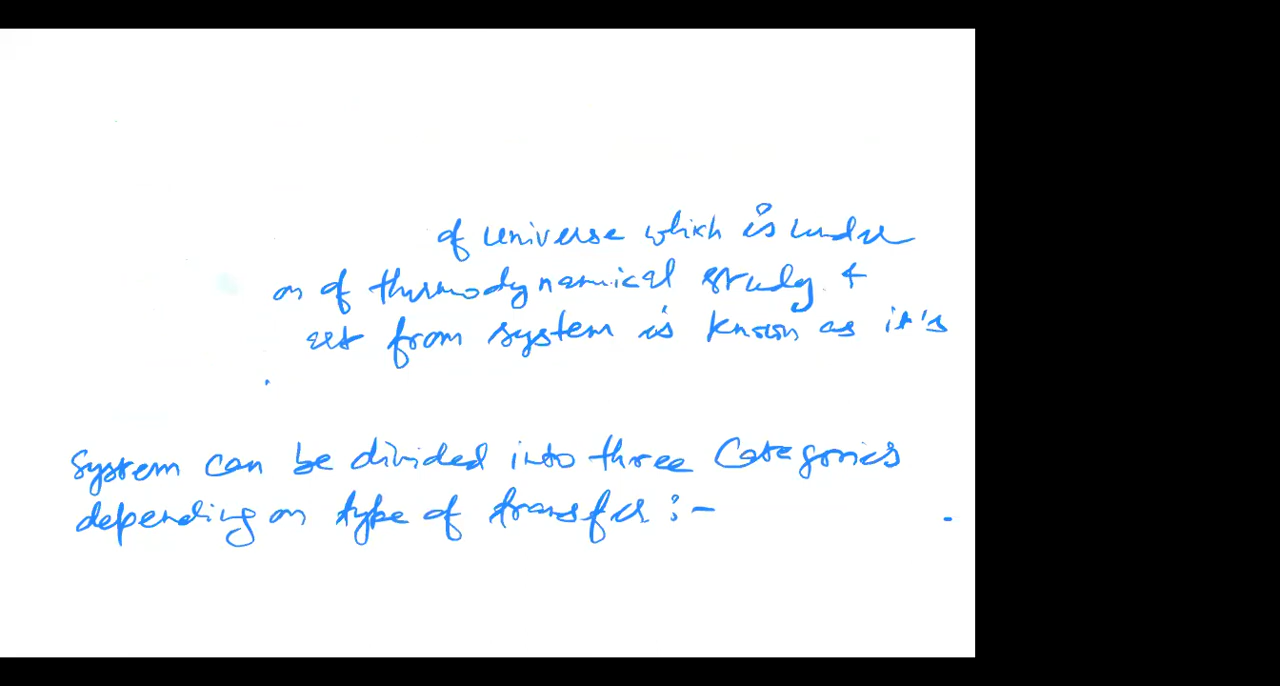 of universe which is under
on of thermodynamical study &
from system is known as it's
System can be divided into three Categories
depending on type of transfer :-